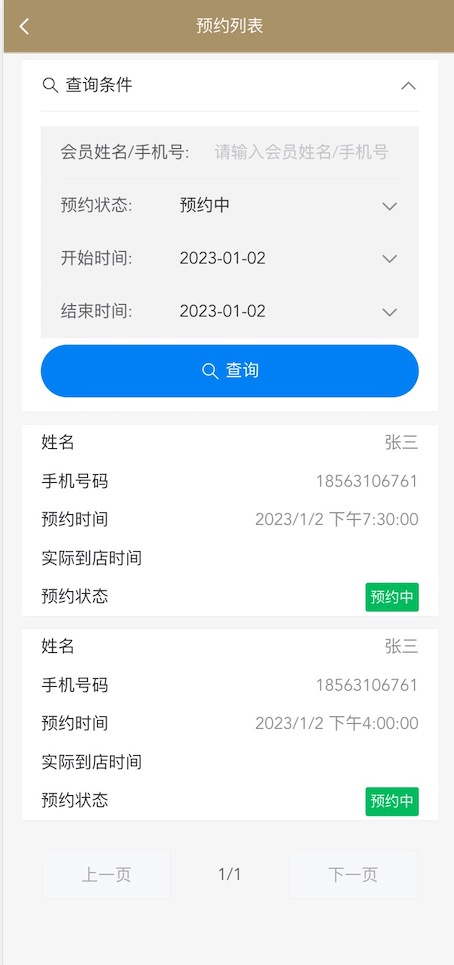 预约列表
查询条件
会员姓名/手机号: 请输入会员姓名/手机号
预约状态: 预约中
开始时间: 2023-01-02
结束时间: 2023-01-02
查询
姓名 张三
手机号码 18563106761
预约时间 2023/1/2 下午7:30:00
实际到店时间
预约状态 预约中
姓名 张三
手机号码 18563106761
预约时间 2023/1/2 下午4:00:00
实际到店时间
预约状态 预约中
上一页 1/1 下一页